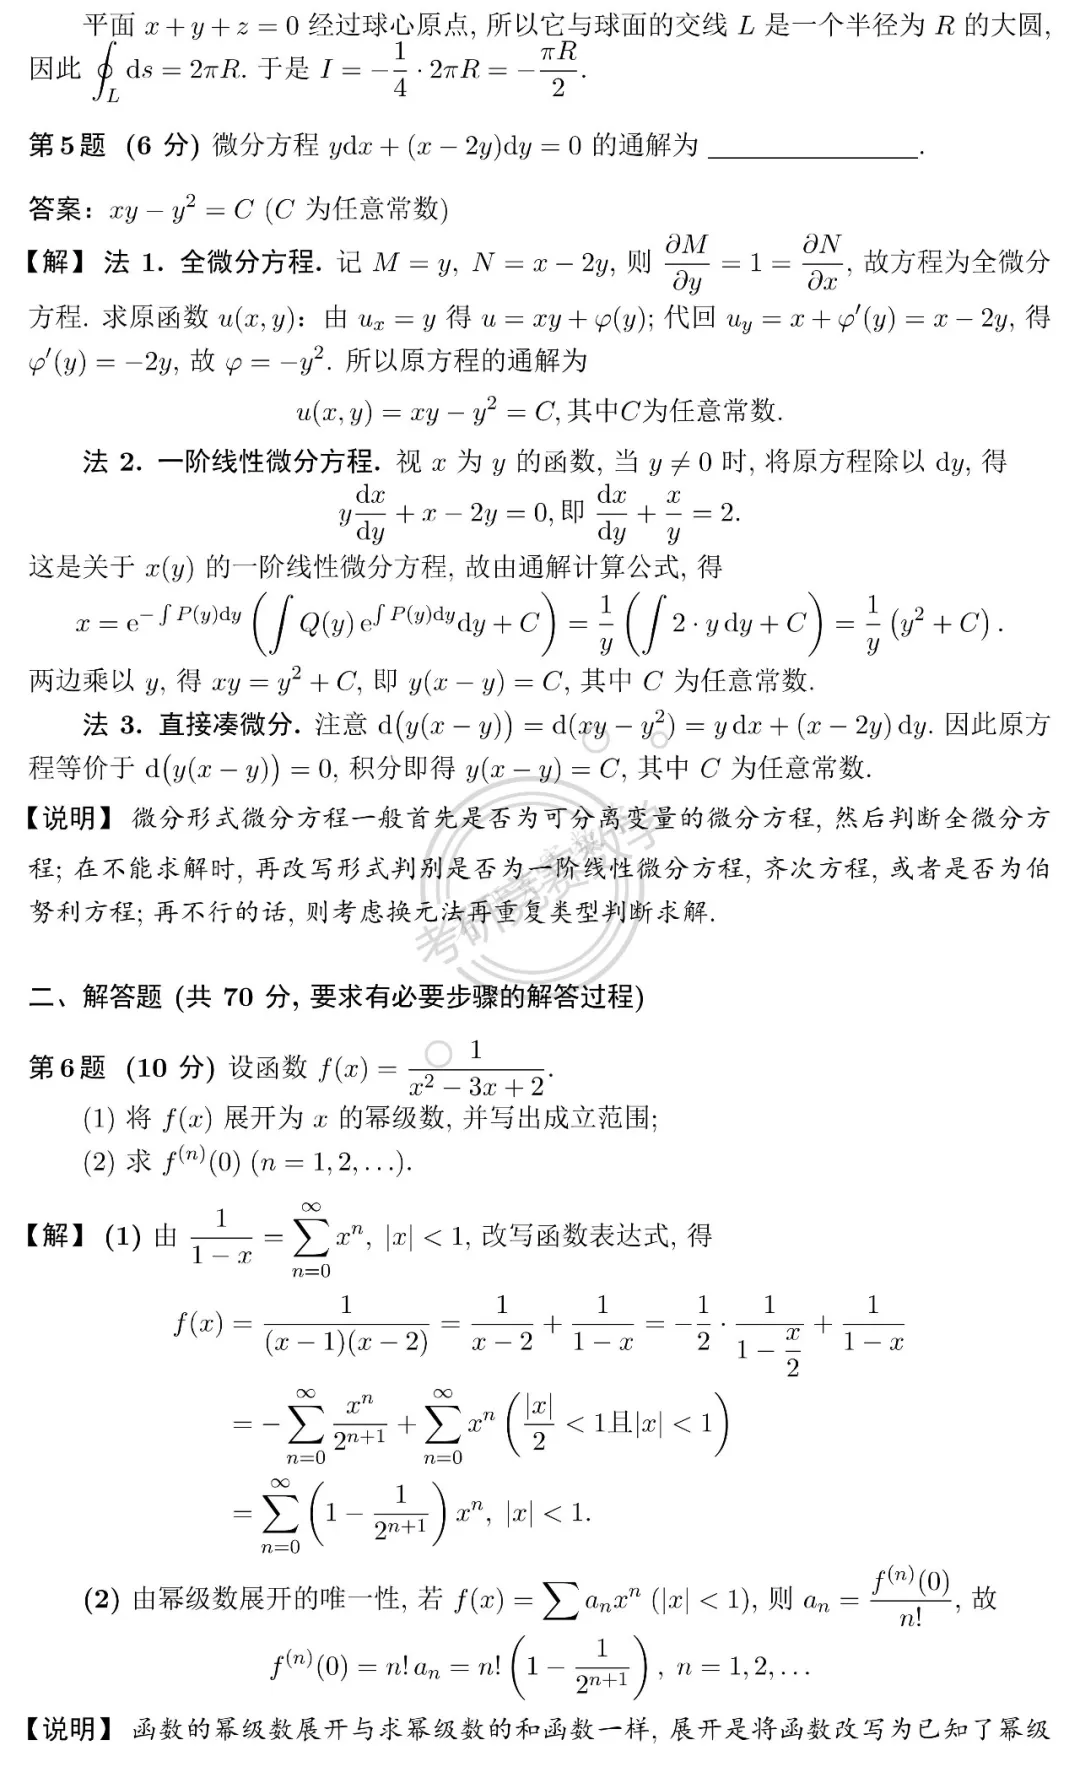 平面 x + y + z = 0 经过球心原点, 所以它与球面的交线 L 是一个半径为 R 的大圆,
因此 ∮_L ds = 2πR. 于是 I = −1/4 · 2πR = −πR/2.
第5题 (6 分) 微分方程 ydx + (x − 2y)dy = 0 的通解为 ________________.
答案: xy − y² = C (C 为任意常数)
【解】 法 1. 全微分方程. 记 M = y, N = x − 2y, 则 ∂M/∂y = 1 = ∂N/∂x, 故方程为全微分
方程. 求原函数 u(x, y): 由 u_x = y 得 u = xy + φ(y); 代回 u_y = x + φ′(y) = x − 2y, 得
φ′(y) = −2y, 故 φ = −y². 所以原方程的通解为
u(x, y) = xy − y² = C, 其中C为任意常数.
法 2. 一阶线性微分方程. 视 x 为 y 的函数, 当 y ≠ 0 时, 将原方程除以 dy, 得
y dx/dy + x − 2y = 0, 即 dx/dy + x/y = 2.
这是关于 x(y) 的一阶线性微分方程, 故由通解计算公式, 得
x = e^{−∫P(y)dy} (∫ Q(y) e^{∫P(y)dy} dy + C) = 1/y (∫ 2 · y dy + C) = 1/y (y² + C).
两边乘以 y, 得 xy = y² + C, 即 y(x − y) = C, 其中 C 为任意常数.
法 3. 直接凑微分. 注意 d(y(x − y)) = d(xy − y²) = y dx + (x − 2y) dy. 因此原方
程等价于 d(y(x − y)) = 0, 积分即得 y(x − y) = C, 其中 C 为任意常数.
【说明】 微分形式微分方程一般首先是否为可分离变量的微分方程, 然后判断全微分方
程; 在不能求解时, 再改写形式判别是否为一阶线性微分方程, 齐次方程, 或者是否为伯
努利方程; 再不行的话, 则考虑换元法再重复类型判断求解.
考研竞赛数学
二、解答题 (共 70 分, 要求有必要步骤的解答过程)
第6题 (10 分) 设函数 f(x) = 1/(x² − 3x + 2).
(1) 将 f(x) 展开为 x 的幂级数, 并写出成立范围;
(2) 求 f^{(n)}(0) (n = 1, 2, . . .).
【解】 (1) 由 1/(1 − x) = ∑_{n=0}^{∞} xⁿ, |x| < 1, 改写函数表达式, 得
f(x) = 1/((x − 1)(x − 2)) = 1/(x − 2) + 1/(1 − x) = −1/2 · 1/(1 − x/2) + 1/(1 − x)
= −∑_{n=0}^{∞} xⁿ/2^{n+1} + ∑_{n=0}^{∞} xⁿ (|x|/2 < 1且|x| < 1)
= ∑_{n=0}^{∞} (1 − 1/2^{n+1}) xⁿ, |x| < 1.
(2) 由幂级数展开的唯一性, 若 f(x) = ∑ a_n xⁿ (|x| < 1), 则 a_n = f^{(n)}(0)/n!, 故
f^{(n)}(0) = n! a_n = n! (1 − 1/2^{n+1}), n = 1, 2, . . .
【说明】 函数的幂级数展开与求幂级数的和函数一样, 展开是将函数改写为已知了幂级